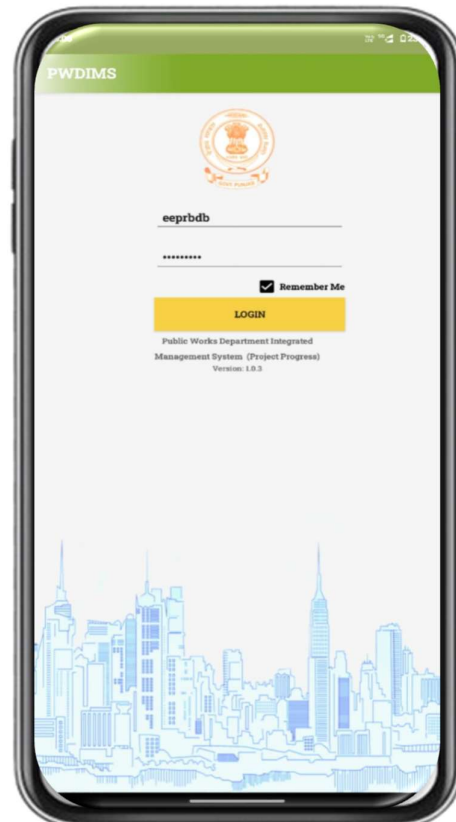 PWDIMS
eeprbdb
•••••••••
Remember Me
LOGIN
Public Works Department Integrated
Management System (Project Progress)
Version: 1.0.3